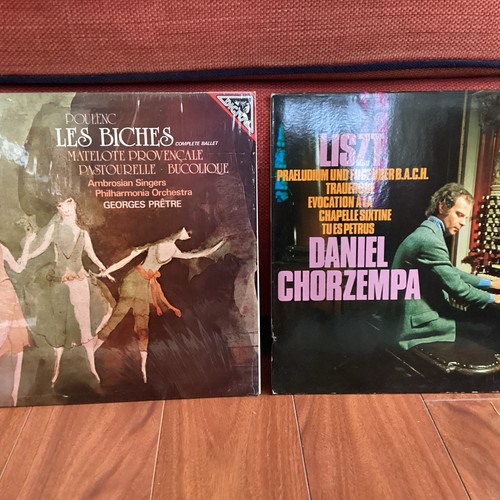 POULENC
LES BICHES COMPLETE BALLET
MATELOTE PROVENÇALE
PASTOURELLE · BUCOLIQUE
Ambrosian Singers
Philharmonia Orchestra
GEORGES PRÊTRE
LISZT
PRAELUDIUM UND FUGE ÜBER B.A.C.H.
TRAUERODE
EVOCATION A LA
CHAPELLE SIXTINE
TU ES PETRUS
DANIEL
CHORZEMPA